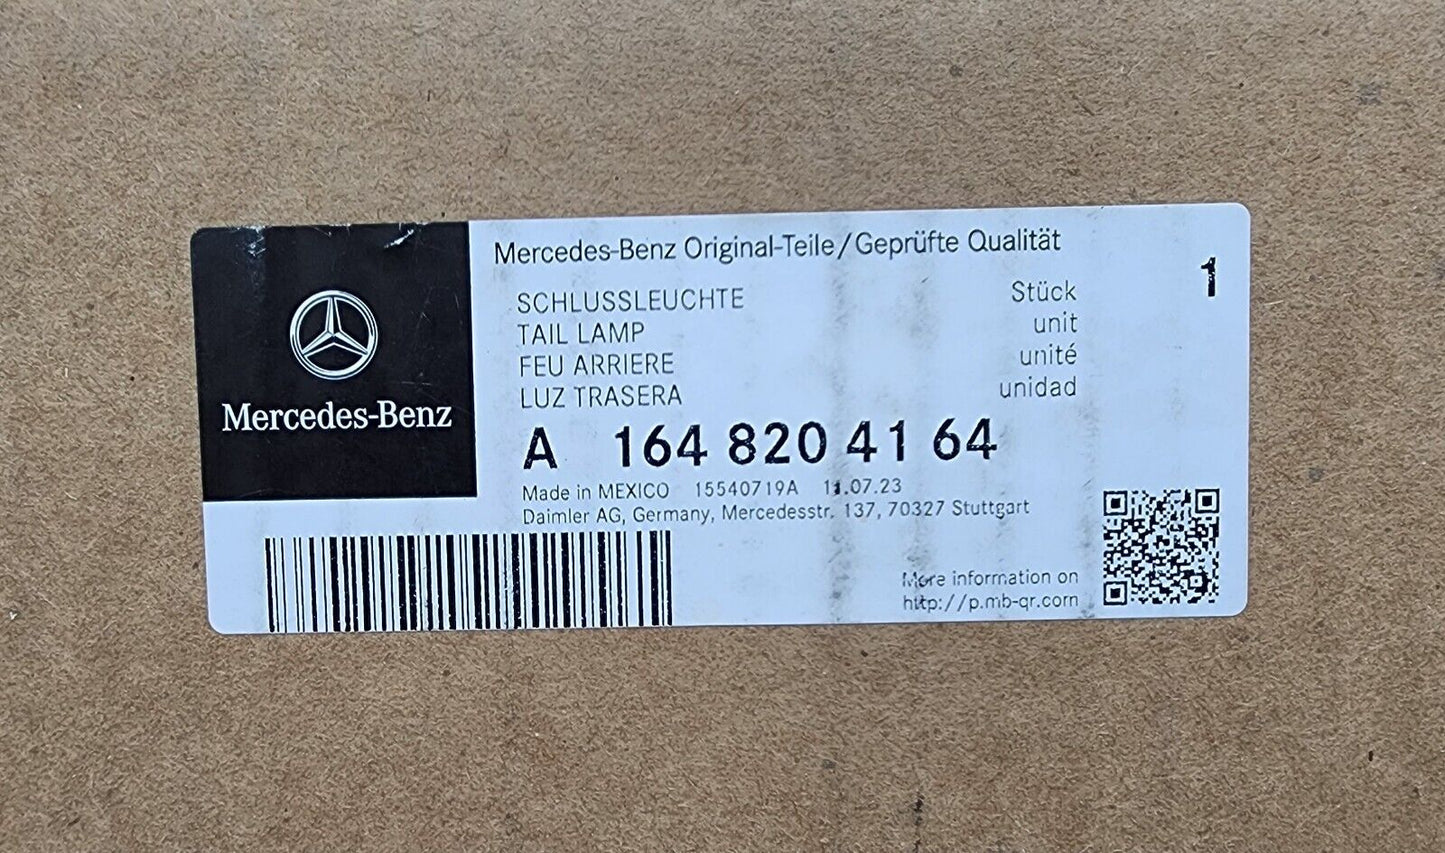 Mercedes-Benz
Mercedes-Benz Original-Teile/Geprüfte Qualität
SCHLUSSLEUCHTE Stück 1
TAIL LAMP unit
FEU ARRIERE unité
LUZ TRASERA unidad
A 164 820 41 64
Made in MEXICO 15540719A 11.07.23
Daimler AG, Germany, Mercedesstr. 137, 70327 Stuttgart
More information on
http://p.mb-qr.com